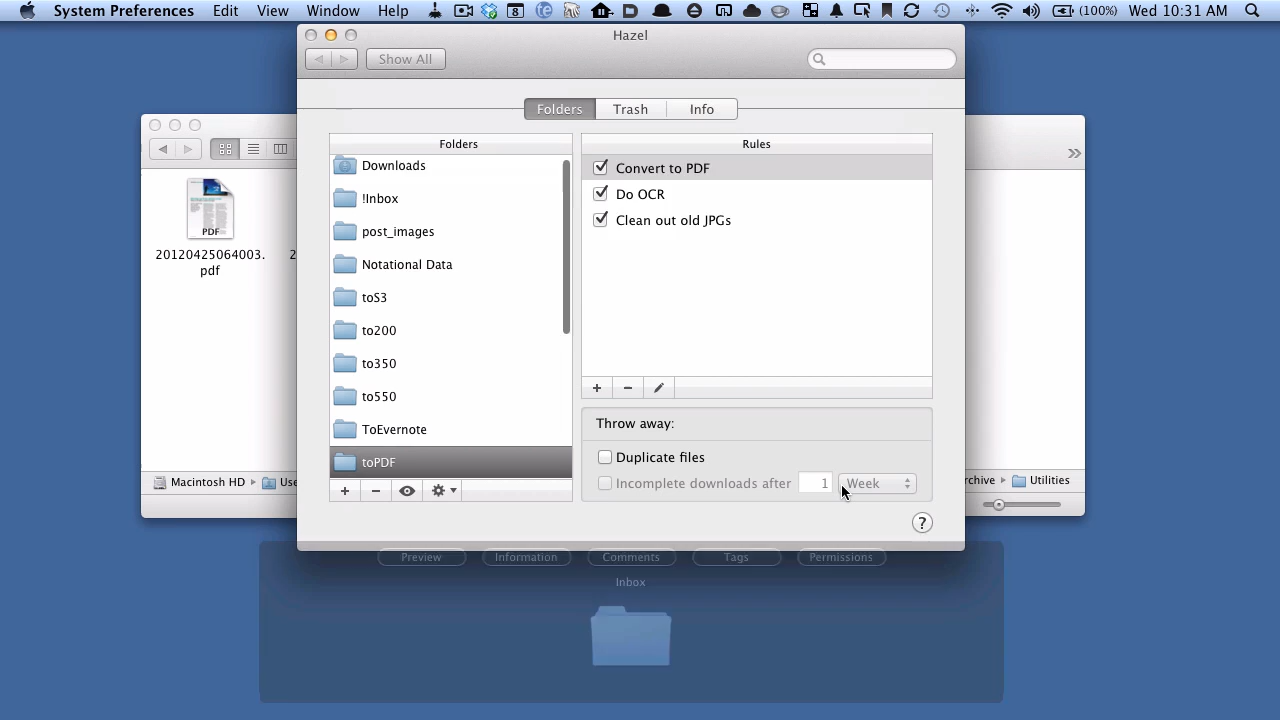 System Preferences Edit View Window Help
(100%) Wed 10:31 AM
Hazel
Show All
Folders Trash Info
Folders
Downloads
!Inbox
post_images
Notational Data
toS3
to200
to350
to550
ToEvernote
toPDF
Rules
Convert to PDF
Do OCR
Clean out old JPGs
Throw away:
Duplicate files
Incomplete downloads after 1 Week
?
PDF
20120425064003.
pdf
2
Macintosh HD Use
rchive Utilities
Preview Information Comments Tags Permissions
Inbox